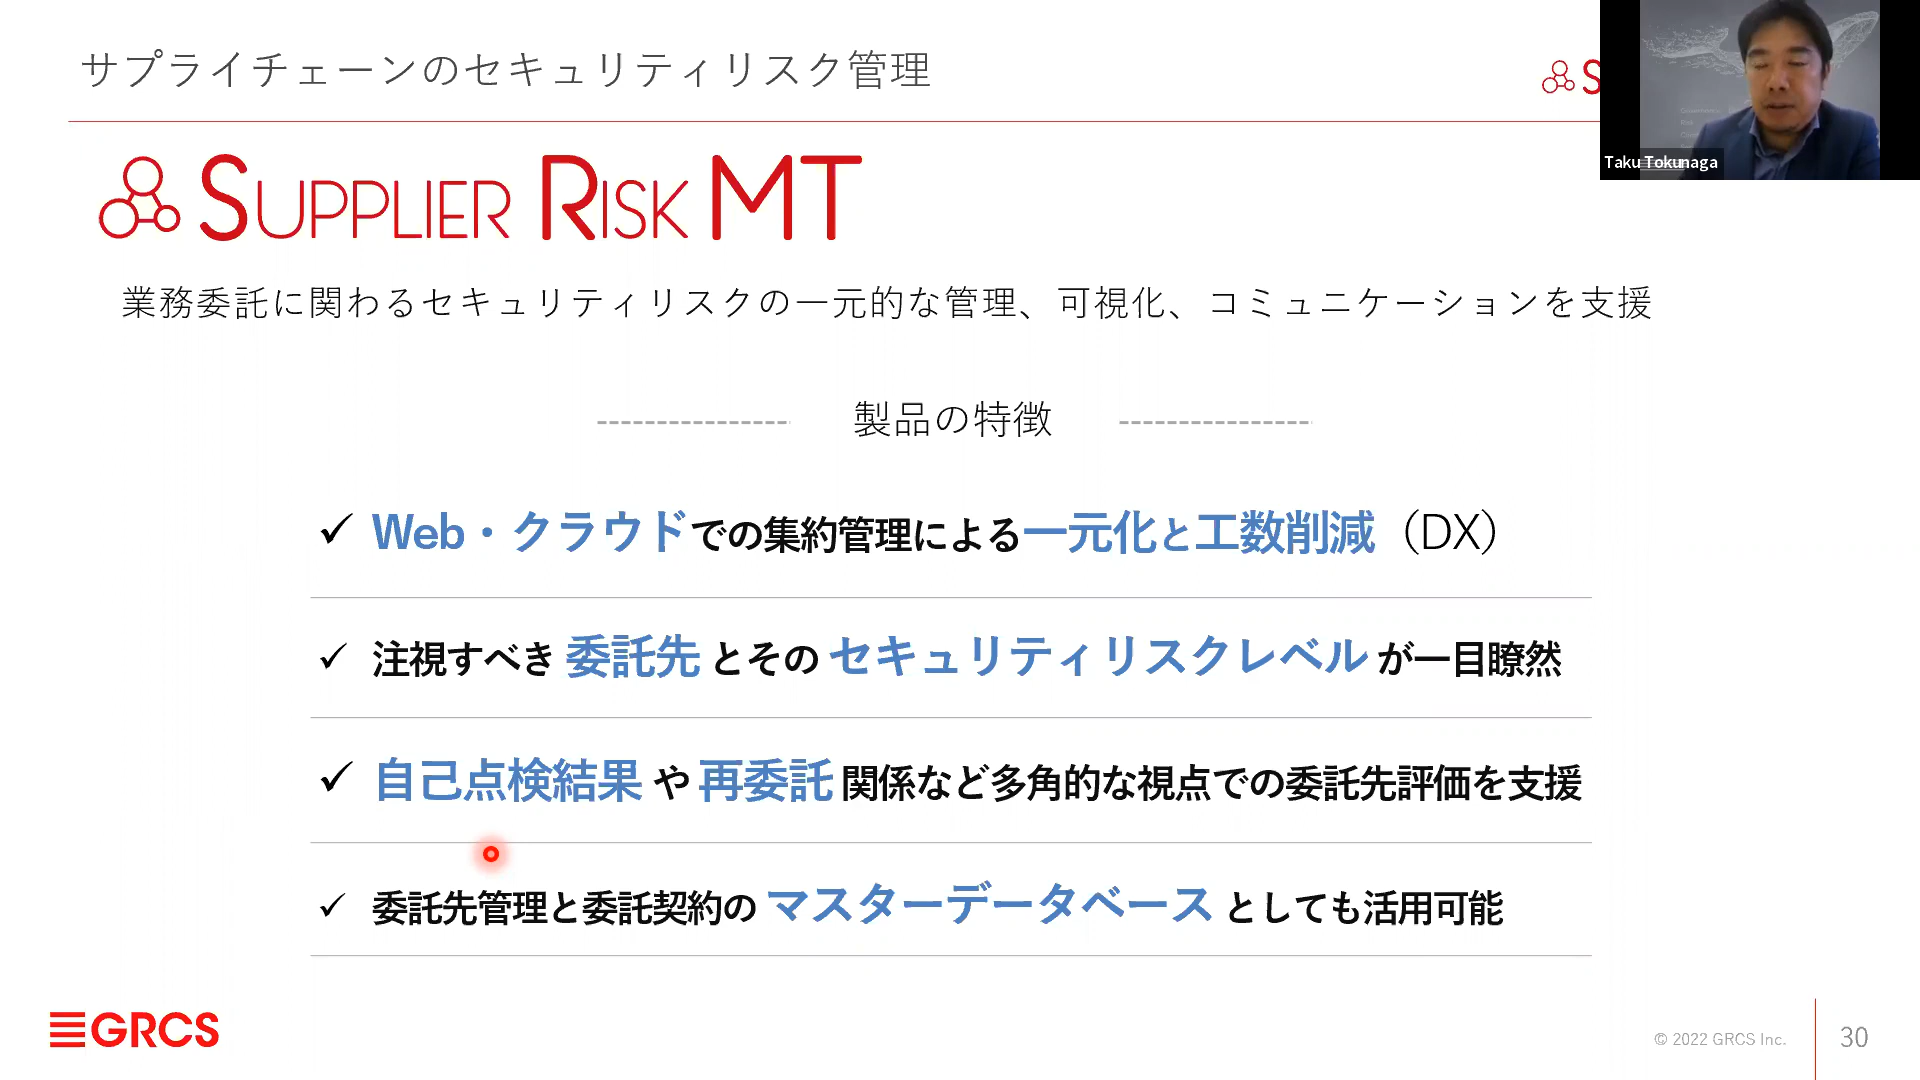 サプライチェーンのセキュリティリスク管理
S
Taku Tokunaga
SUPPLIER RISK MT
業務委託に関わるセキュリティリスクの一元的な管理、可視化、コミュニケーションを支援
製品の特徴
✓ Web・クラウドでの集約管理による一元化と工数削減（DX）
✓ 注視すべき 委託先 とその セキュリティリスクレベル が一目瞭然
✓ 自己点検結果 や 再委託 関係など多角的な視点での委託先評価を支援
✓ 委託先管理と委託契約の マスターデータベース としても活用可能
GRCS
© 2022 GRCS Inc.
30